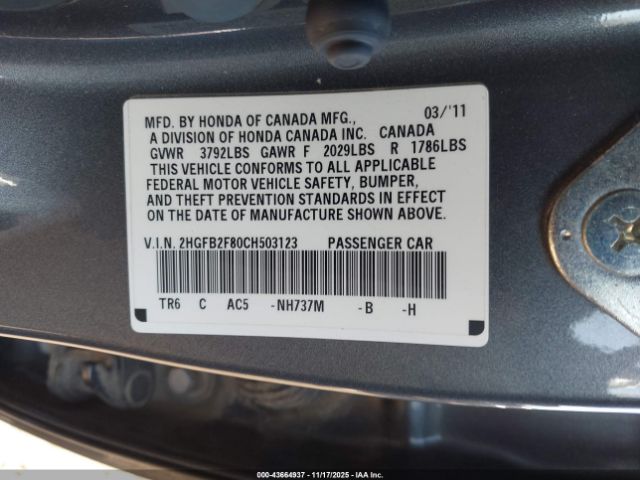 MFD. BY HONDA OF CANADA MFG., 03/'11
A DIVISION OF HONDA CANADA INC. CANADA
GVWR 3792LBS GAWR F 2029LBS R 1786LBS
THIS VEHICLE CONFORMS TO ALL APPLICABLE
FEDERAL MOTOR VEHICLE SAFETY, BUMPER,
AND THEFT PREVENTION STANDARDS IN EFFECT
ON THE DATE OF MANUFACTURE SHOWN ABOVE.
V.I.N. 2HGFB2F80CH503123 PASSENGER CAR
TR6 C AC5 -NH737M -B -H
000-43664937 - 11/17/2025 - IAA Inc.